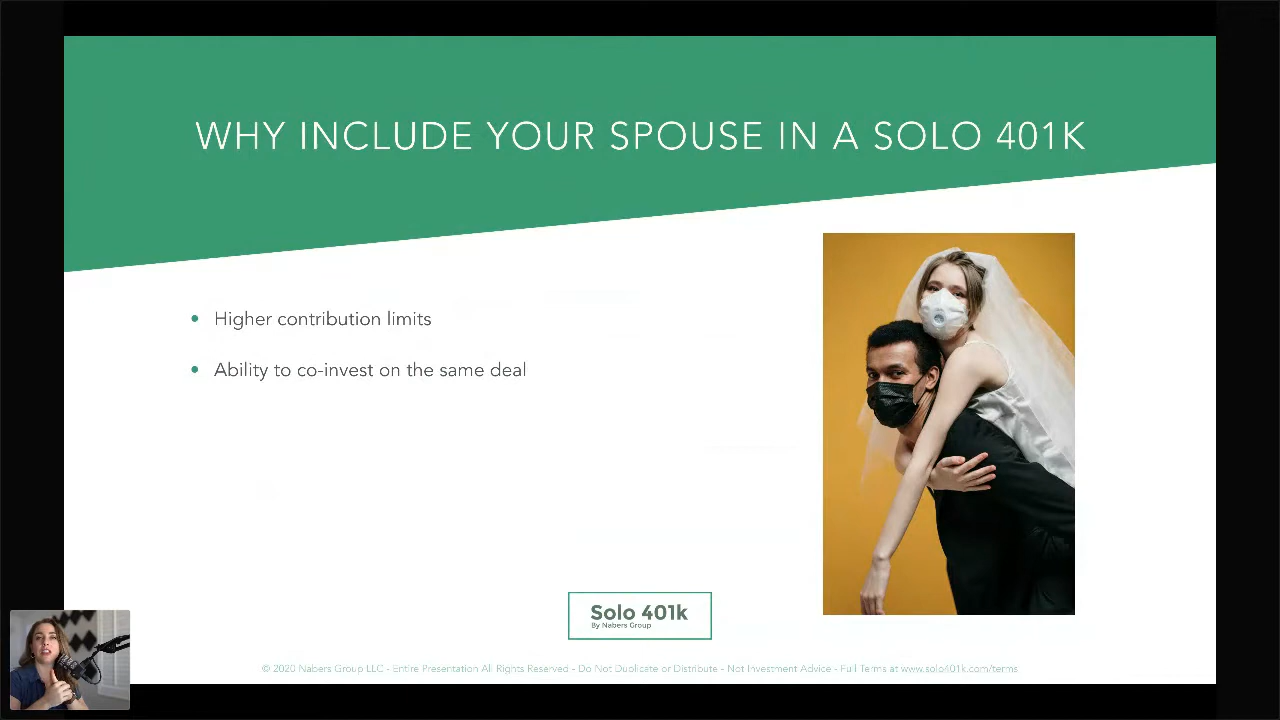 WHY INCLUDE YOUR SPOUSE IN A SOLO 401K
• Higher contribution limits
• Ability to co-invest on the same deal
Solo 401k
By Nabers Group
© 2020 Nabers Group LLC - Entire Presentation All Rights Reserved - Do Not Duplicate or Distribute - Not Investment Advice - Full Terms at www.solo401k.com/terms